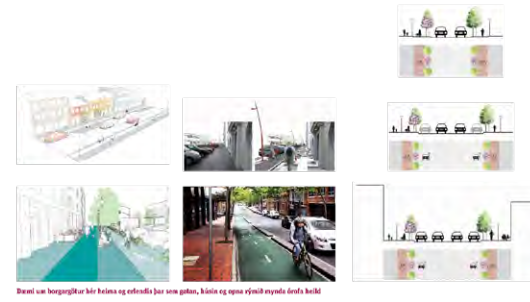 Dæmi um borgargötur hér heima og erlendis þar sem gatan, húsin og opna rýmið mynda órofa heild